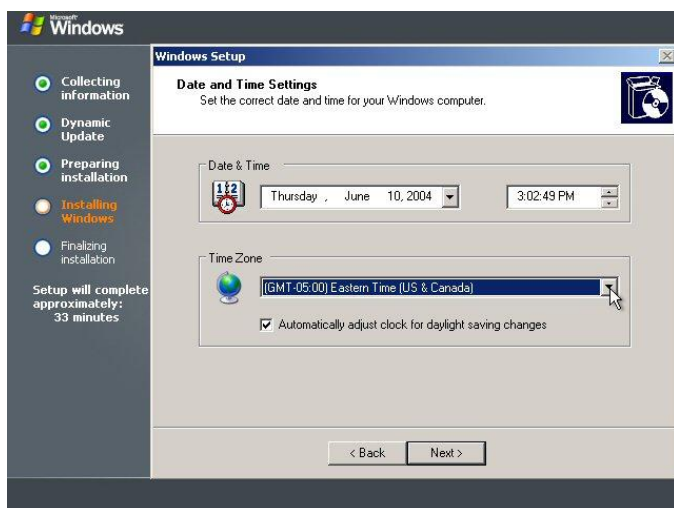 Microsoft
Windows
Collecting
information
Dynamic
Update
Preparing
installation
Installing
Windows
Finalizing
installation
Setup will complete
approximately:
33 minutes
Windows Setup
Date and Time Settings
Set the correct date and time for your Windows computer.
Date & Time
1 2
Thursday , June 10, 2004
3:02:49 PM
Time Zone
(GMT-05:00) Eastern Time (US & Canada)
Automatically adjust clock for daylight saving changes
< Back
Next >